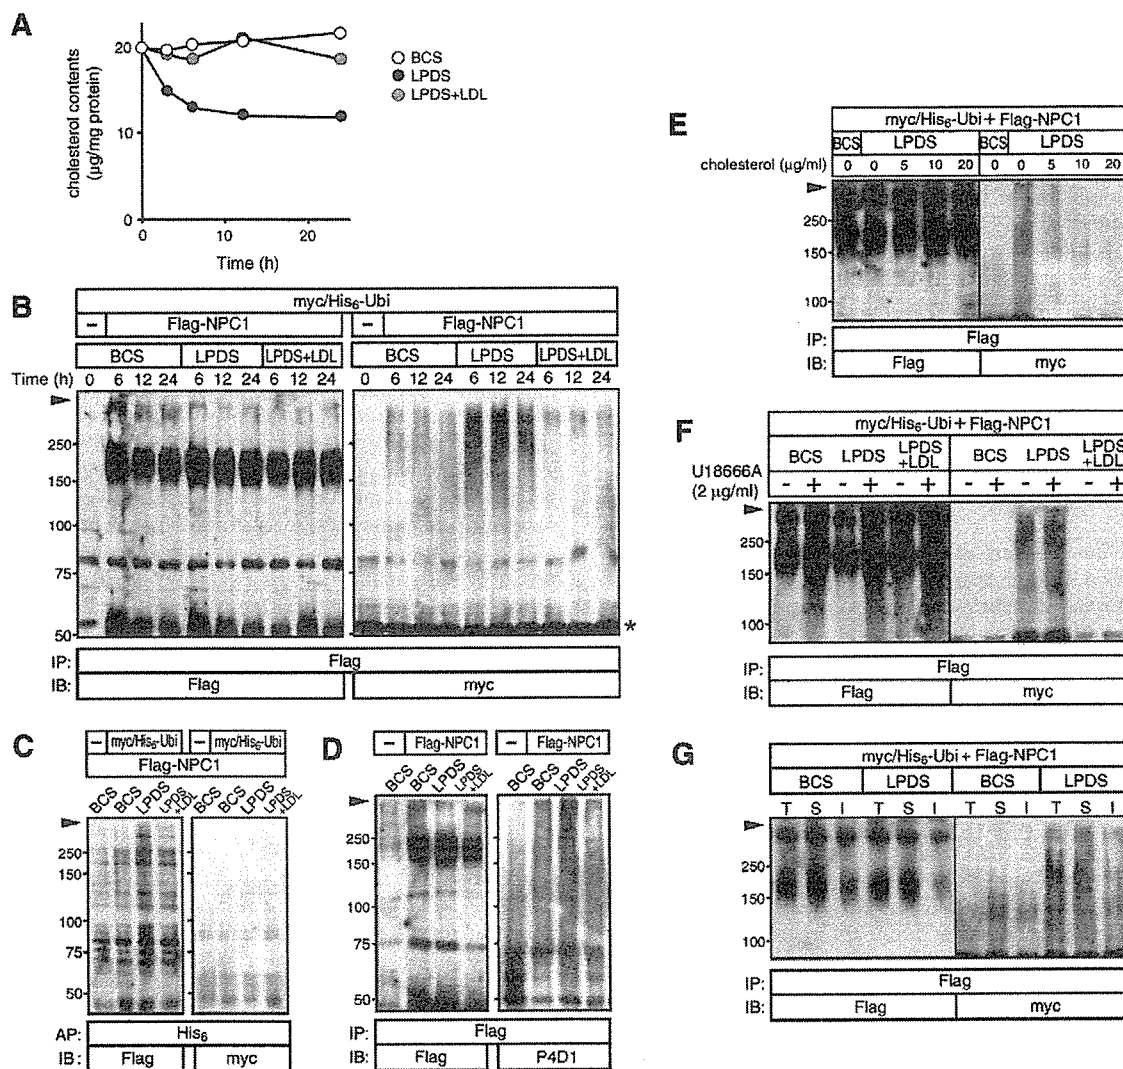 A
cholesterol contents
(μg/mg protein)
20
10
0
0 10 20
Time (h)
BCS
LPDS
LPDS+LDL
B
myc/His6-Ubi
– Flag-NPC1 – Flag-NPC1
BCS LPDS LPDS+LDL BCS LPDS LPDS+LDL
Time (h) 0 6 12 24 6 12 24 6 12 24 0 6 12 24 6 12 24 6 12 24
250
150
100
75
50
*
IP: Flag
IB: Flag myc
C
– myc/His6-Ubi – myc/His6-Ubi
Flag-NPC1
BCS BCS LPDS LPDS+LDL BCS BCS LPDS LPDS+LDL
250
150
100
75
50
AP: His6
IB: Flag myc
D
– Flag-NPC1 – Flag-NPC1
BCS BCS LPDS LPDS+LDL BCS BCS LPDS LPDS+LDL
250
150
100
75
50
IP: Flag
IB: Flag P4D1
E
myc/His6-Ubi + Flag-NPC1
BCS LPDS BCS LPDS
cholesterol (μg/ml) 0 0 5 10 20 0 0 5 10 20
250
150
100
IP: Flag
IB: Flag myc
F
myc/His6-Ubi + Flag-NPC1
BCS LPDS LPDS+LDL BCS LPDS LPDS+LDL
U18666A
(2 μg/ml)
- + - + - + - + - + - +
250
150
100
IP: Flag
IB: Flag myc
G
myc/His6-Ubi + Flag-NPC1
BCS LPDS BCS LPDS
T S I T S I T S I T S I
250
150
100
IP: Flag
IB: Flag myc